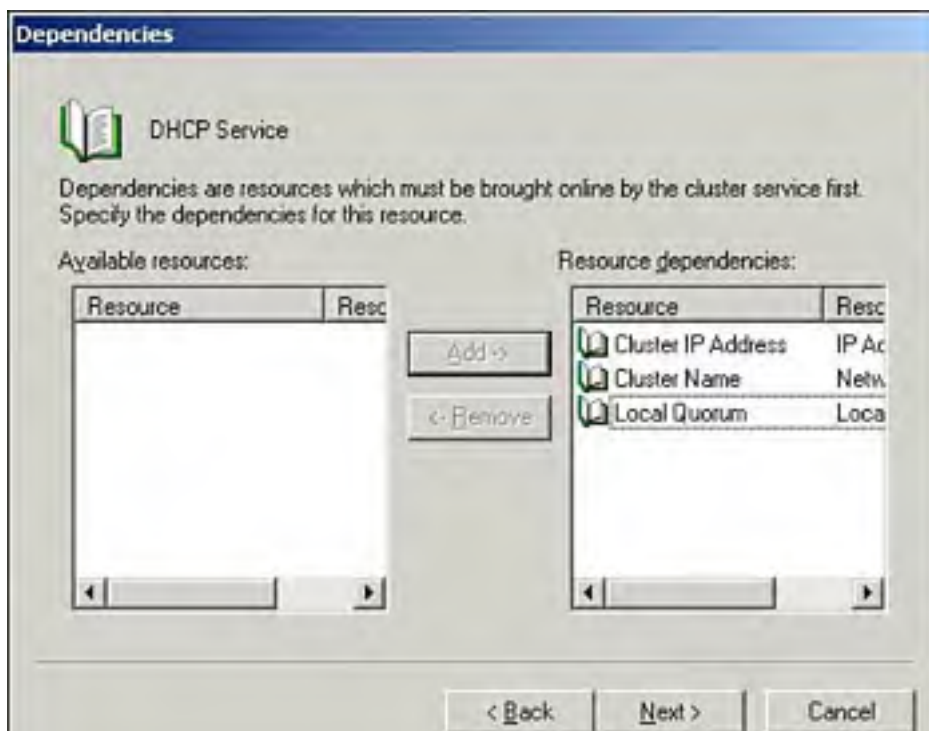 Dependencies
DHCP Service
Dependencies are resources which must be brought online by the cluster service first.
Specify the dependencies for this resource.
Available resources:
Resource dependencies:
Resource Resc
Resource Resc
Add ->
<- Remove
Cluster IP Address IP Ac
Cluster Name Netw
Local Quorum Loca
< Back Next > Cancel